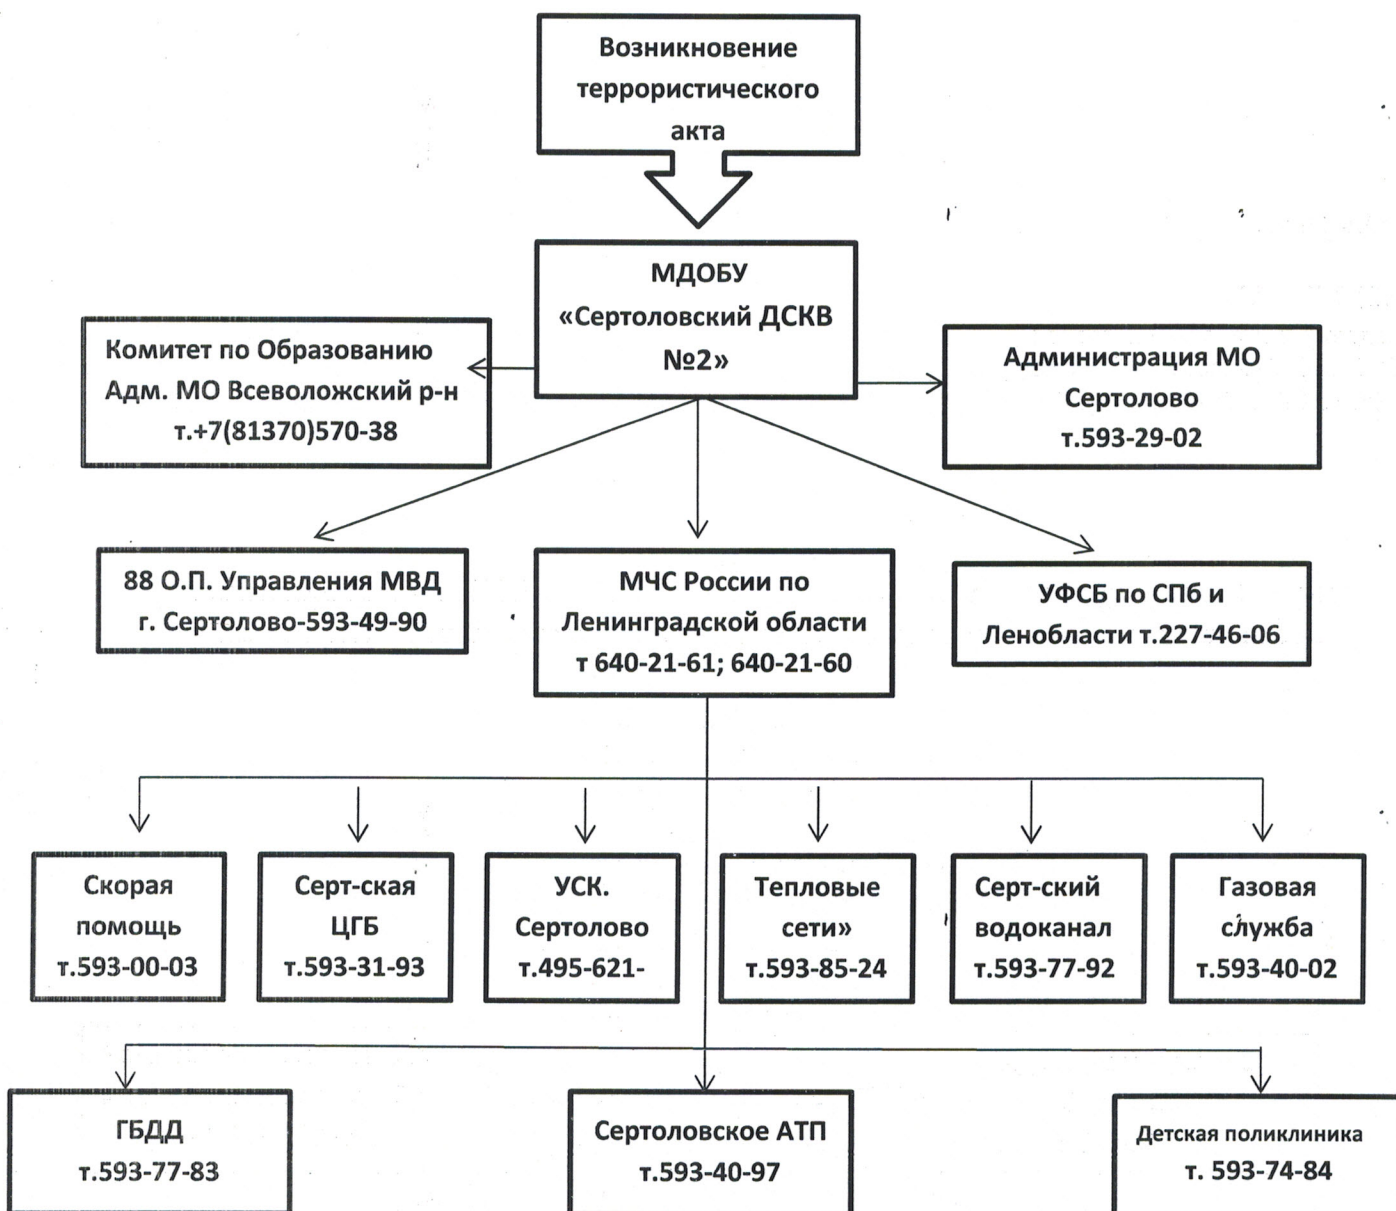 Возникновение
террористического
акта
МДОБУ
«Сертоловский ДСКВ
№2»
Комитет по Образованию
Адм. МО Всеволожский р-н
т.+7(81370)570-38
Администрация МО
Сертолово
т.593-29-02
88 О.П. Управления МВД
г. Сертолово-593-49-90
МЧС России по
Ленинградской области
т 640-21-61; 640-21-60
УФСБ по СПб и
Ленобласти т.227-46-06
Скорая
помощь
т.593-00-03
Серт-ская
ЦГБ
т.593-31-93
УСК.
Сертолово
т.495-621-
Тепловые
сети»
т.593-85-24
Серт-ский
водоканал
т.593-77-92
Газовая
служба
т.593-40-02
ГБДД
т.593-77-83
Сертоловское АТП
т.593-40-97
Детская поликлиника
т. 593-74-84